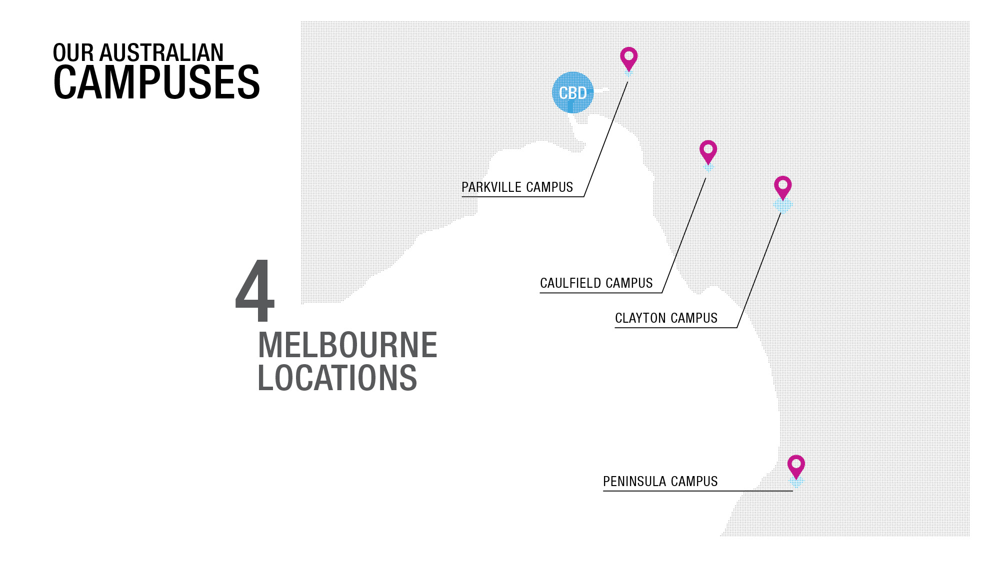 OUR AUSTRALIAN
CAMPUSES
CBD
PARKVILLE CAMPUS
CAULFIELD CAMPUS
CLAYTON CAMPUS
4
MELBOURNE
LOCATIONS
PENINSULA CAMPUS